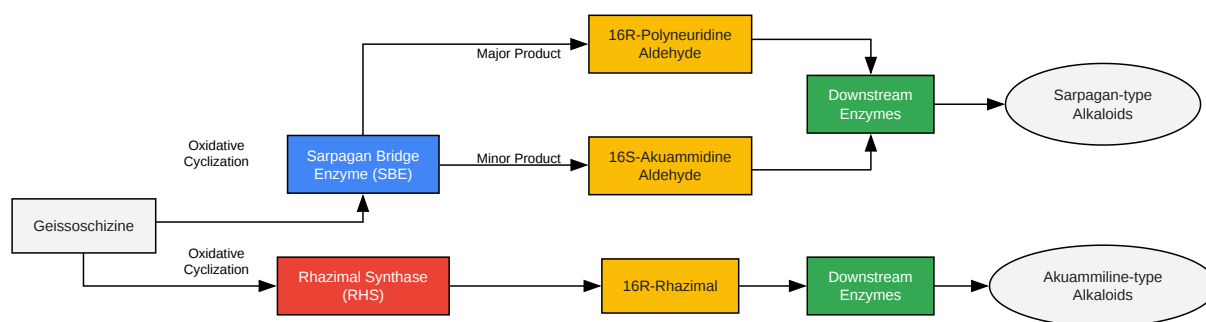 16R-Polyneuridine
Aldehyde
Major Product
Downstream
Enzymes
Sarpagan-type
Alkaloids
Oxidative
Cyclization
Sarpagan Bridge
Enzyme (SBE)
Minor Product
16S-Akuammidine
Aldehyde
Geissoschizine
Oxidative
Cyclization
Rhazimal Synthase
(RHS)
16R-Rhazimal
Downstream
Enzymes
Akuammiline-type
Alkaloids